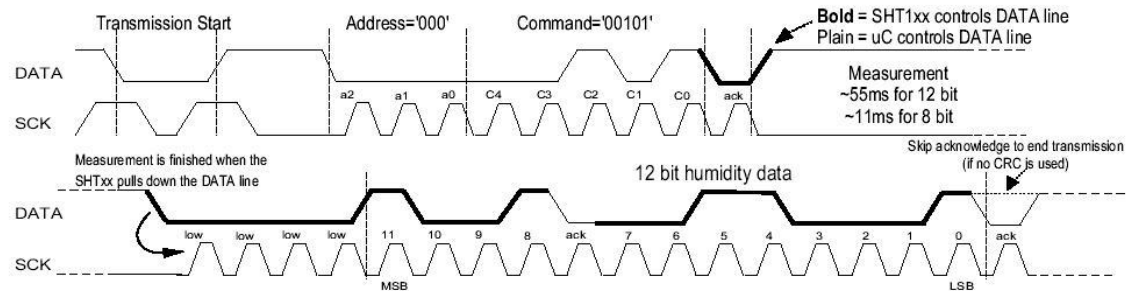 Transmission Start Address='000' Command='00101'
Bold = SHT1xx controls DATA line
Plain = uC controls DATA line
DATA
Measurement
~55ms for 12 bit
~11ms for 8 bit
a2 a1 a0 C4 C3 C2 C1 C0 ack
SCK
Measurement is finished when the
SHTxx pulls down the DATA line
12 bit humidity data
Skip acknowledge to end transmission
(if no CRC is used)
DATA
low low low low 11 10 9 8 ack 7 6 5 4 3 2 1 0 ack
SCK
MSB LSB